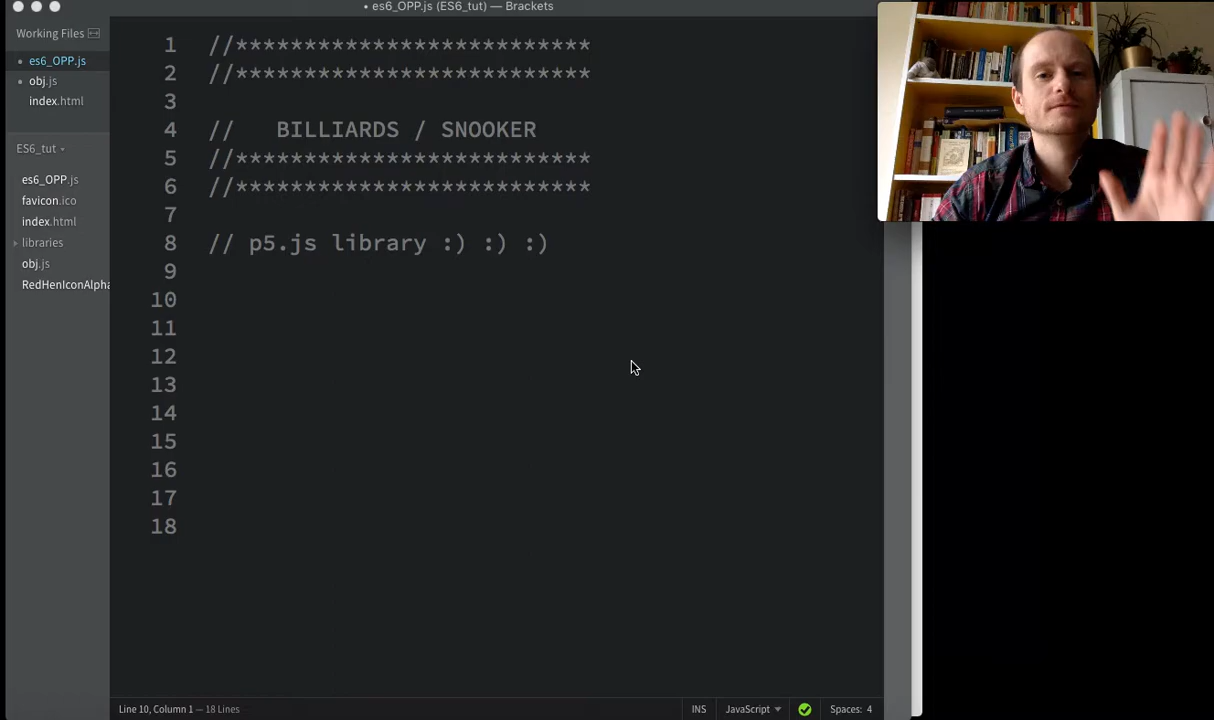 • es6_OPP.js (ES6_tut) — Brackets
Working Files
• es6_OPP.js
• obj.js
index.html
ES6_tut
es6_OPP.js
favicon.ico
index.html
libraries
obj.js
RedHenIconAlpha
1 //**************************
2 //**************************
3
4 //   BILLIARDS / SNOOKER
5 //**************************
6 //**************************
7
8 // p5.js library :) :) :)
9
10
11
12
13
14
15
16
17
18
Line 10, Column 1 — 18 Lines
INS
JavaScript
Spaces: 4